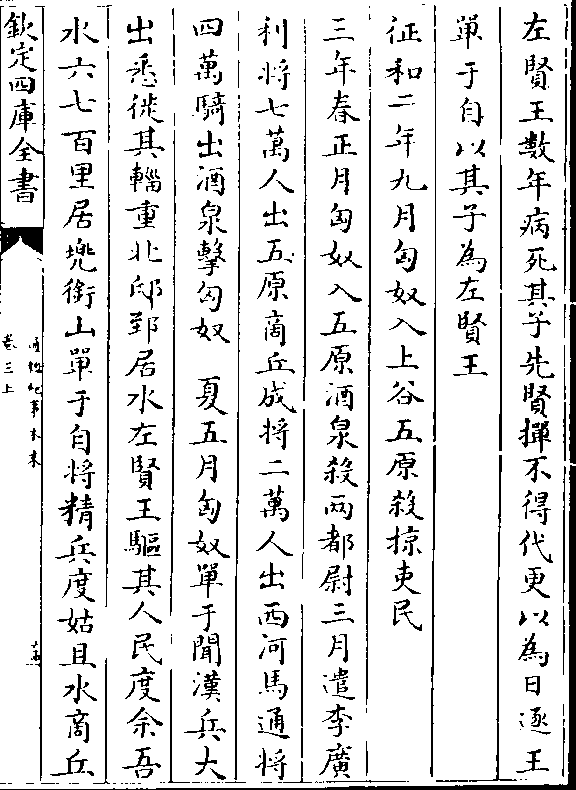 左賢王數年病死其子先賢撣不得代更以為日逐王
單于自以其子為左賢王
征和二年九月匈奴入上谷五原殺掠吏民
三年春正月匈奴入五原酒泉殺兩都尉三月遣李廣
利將七萬人出五原商丘成將二萬人出西河馬通將
四萬騎出酒泉擊匈奴　夏五月匈奴單于聞漢兵大
出悉徙其輜重北邸郅居水左賢王驅其人民度余吾
水六七百里居兠銜山單于自將精兵度姑且水商丘
欽定四庫全書
通鑑紀事本末
卷三上